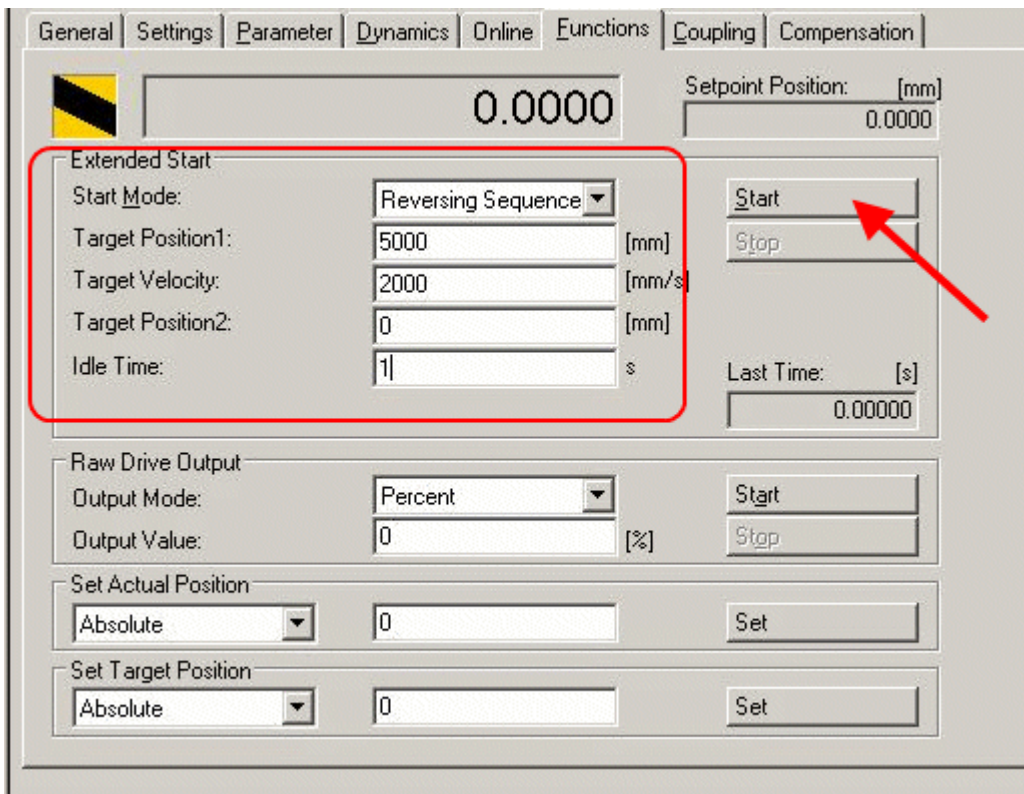 General Settings Parameter Dynamics Online Functions Coupling Compensation
0.0000
Setpoint Position: [mm]
0.0000
Extended Start
Start Mode: Reversing Sequence Start
Target Position1: 5000 [mm] Stop
Target Velocity: 2000 [mm/s]
Target Position2: 0 [mm]
Idle Time: 1 s
Last Time: [s]
0.00000
Raw Drive Output
Output Mode: Percent Start
Output Value: 0 [%] Stop
Set Actual Position
Absolute 0 Set
Set Target Position
Absolute 0 Set